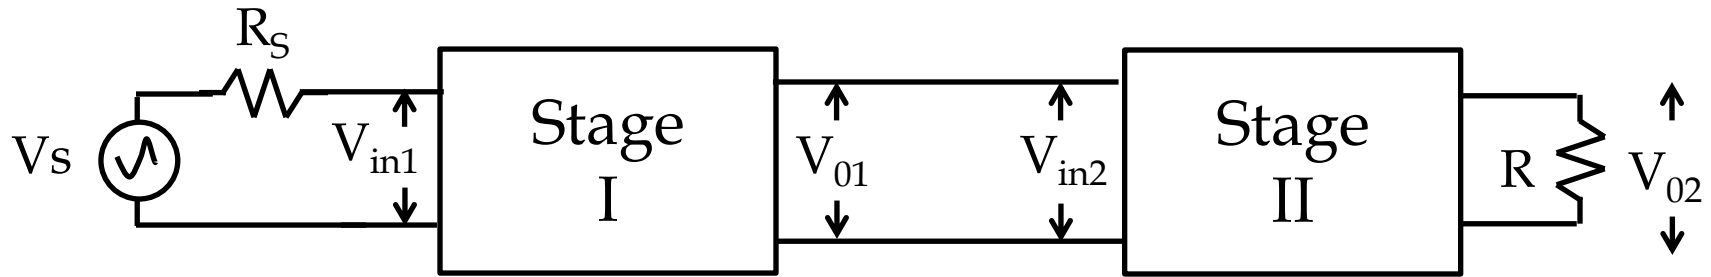 R_S
Vs
V_in1
Stage
I
V_01
V_in2
Stage
II
R
V_02